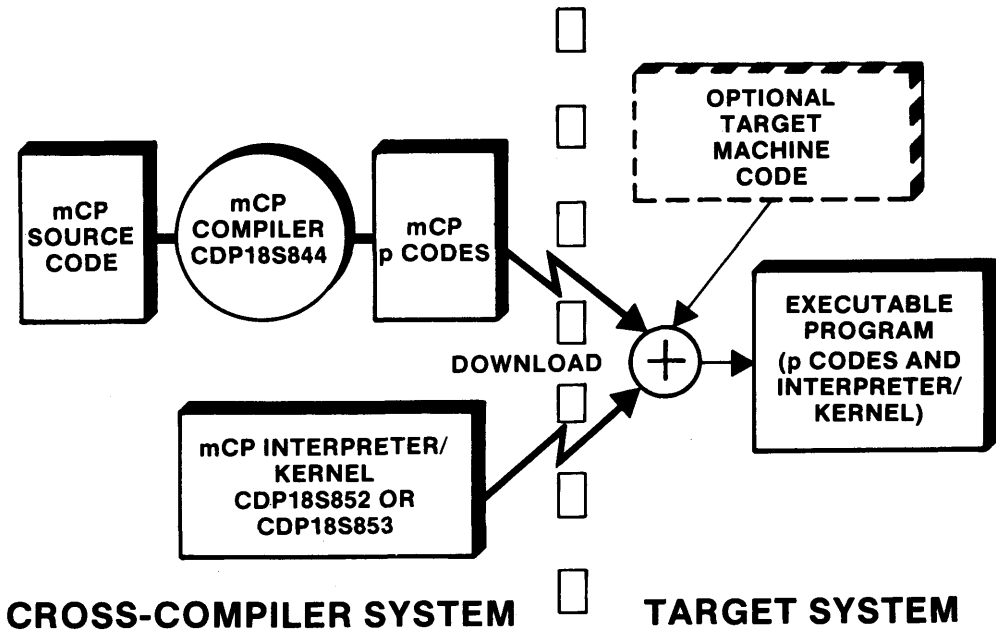 mCP
SOURCE
CODE
mCP
COMPILER
CDP18S844
mCP
p CODES
OPTIONAL
TARGET
MACHINE
CODE
DOWNLOAD
EXECUTABLE
PROGRAM
(p CODES AND
INTERPRETER/
KERNEL)
mCP INTERPRETER/
KERNEL
CDP18S852 OR
CDP18S853
CROSS-COMPILER SYSTEM
TARGET SYSTEM